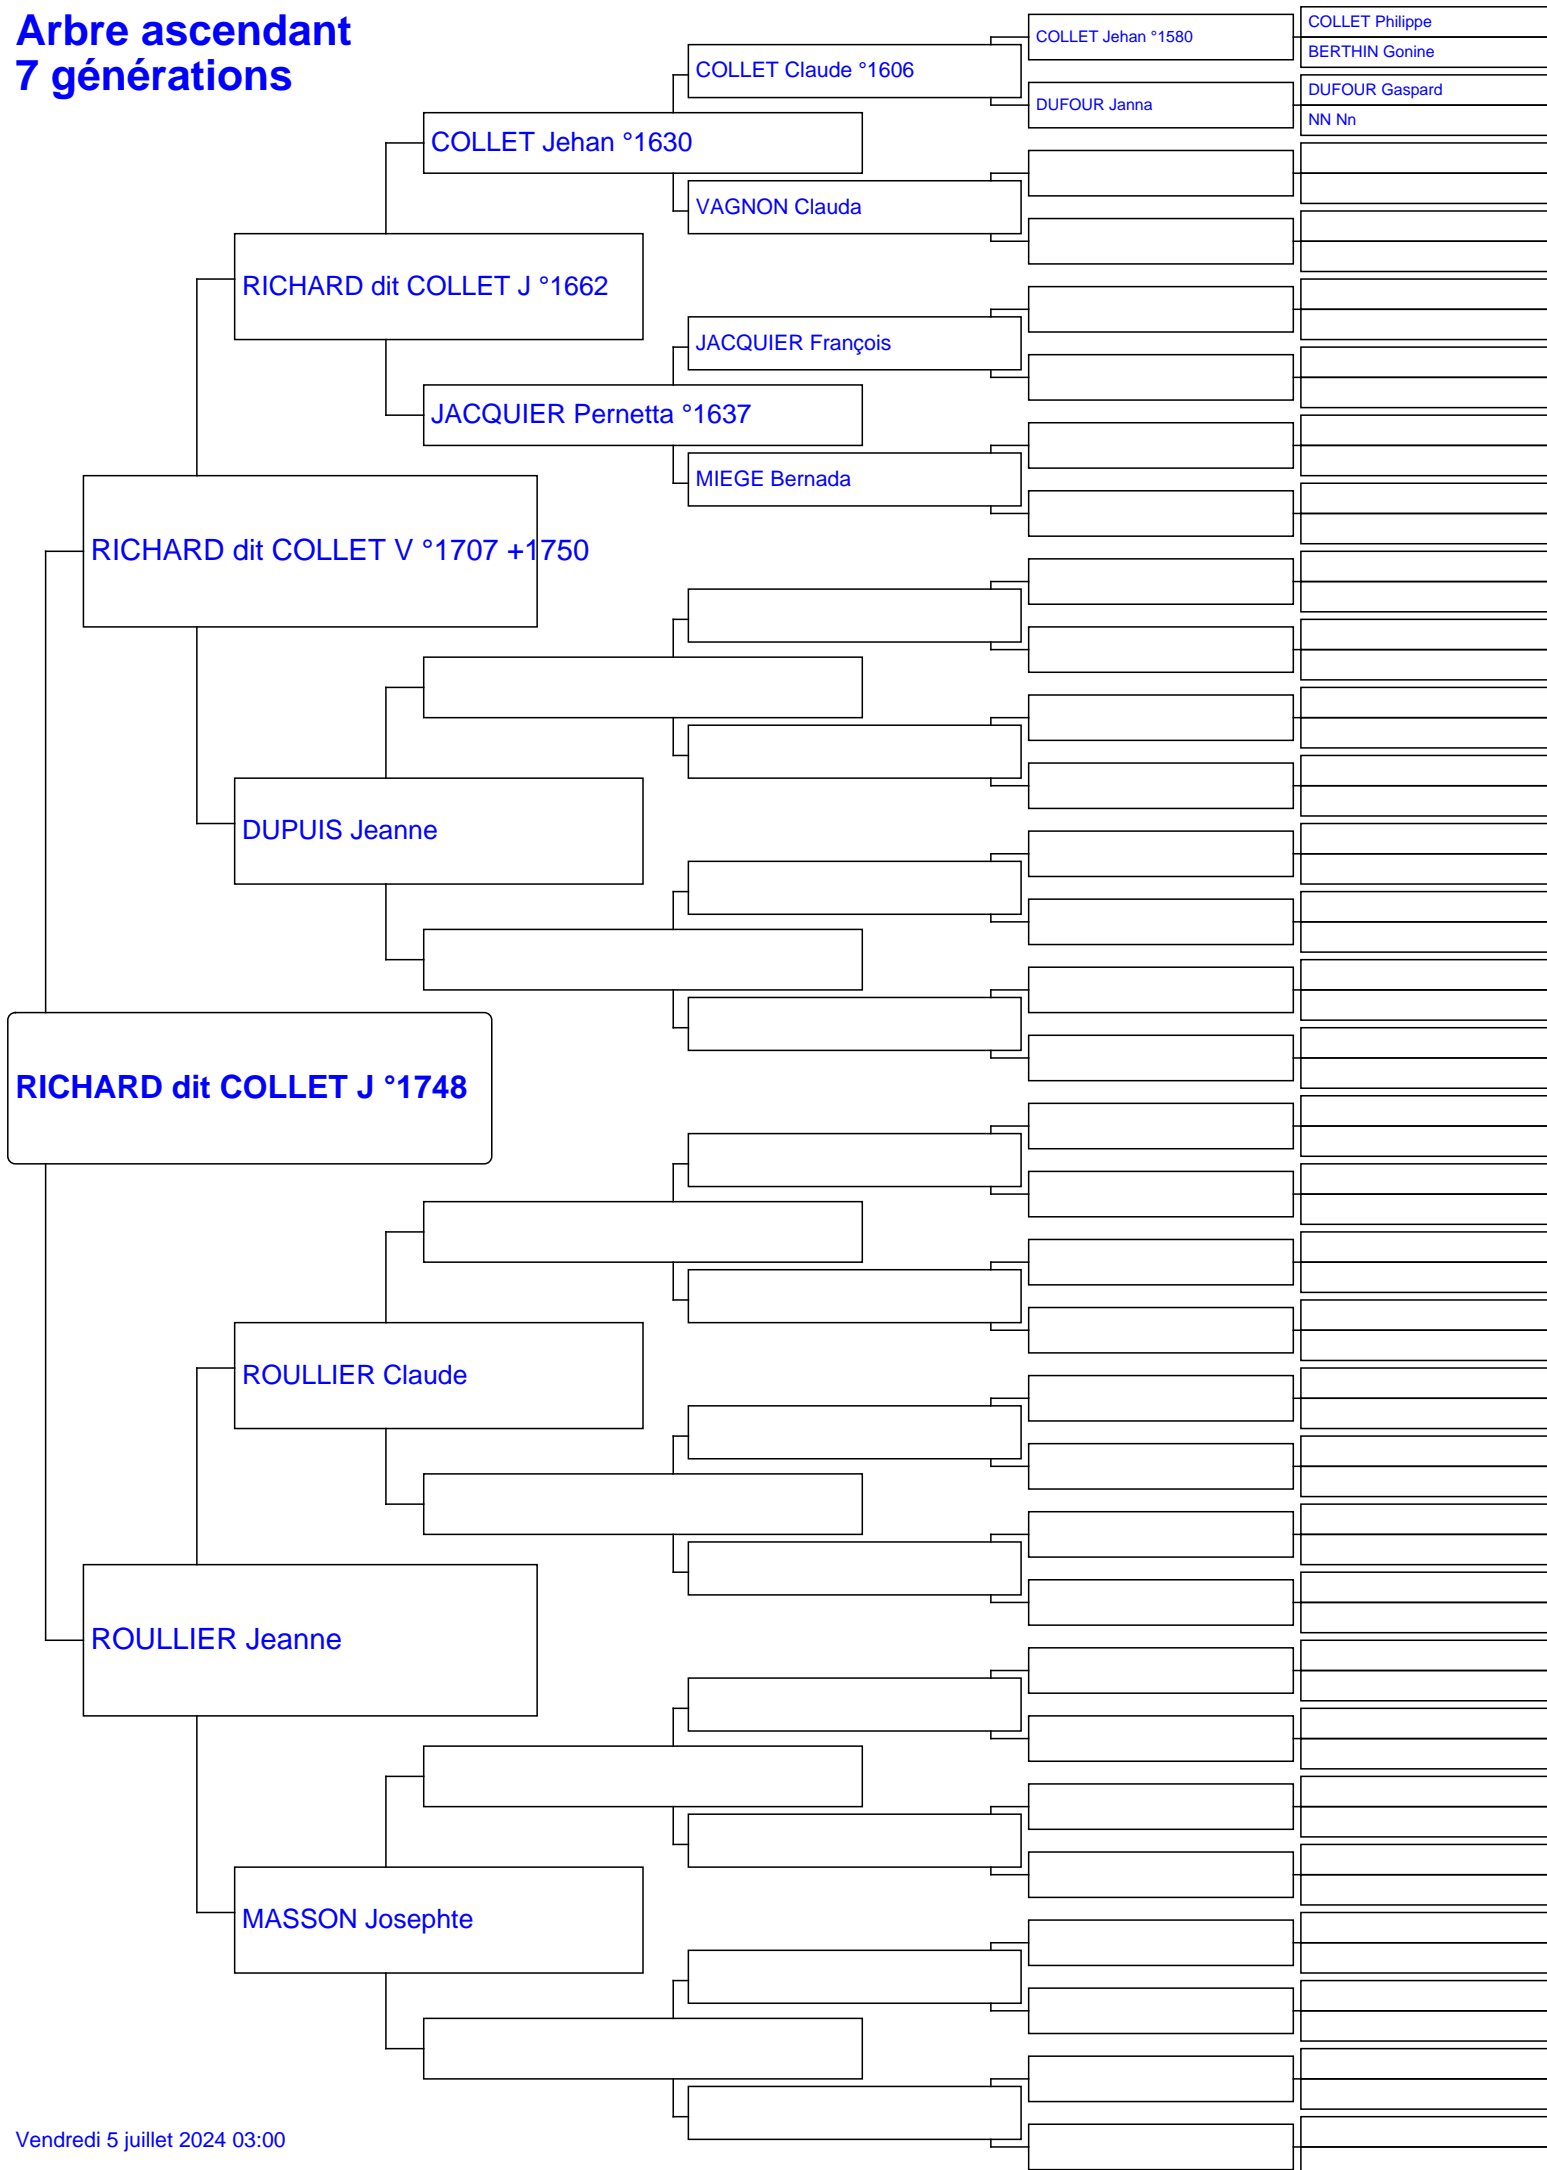 Arbre ascendant
7 générations
COLLET Philippe
COLLET Jehan °1580
BERTHIN Gonine
COLLET Claude °1606
DUFOUR Gaspard
DUFOUR Janna
NN Nn
COLLET Jehan °1630
VAGNON Clauda
RICHARD dit COLLET J °1662
JACQUIER François
JACQUIER Pernetta °1637
MIEGE Bernada
RICHARD dit COLLET V °1707 +1750
DUPUIS Jeanne
RICHARD dit COLLET J °1748
ROULLIER Claude
ROULLIER Jeanne
MASSON Josephte
Vendredi 5 juillet 2024 03:00